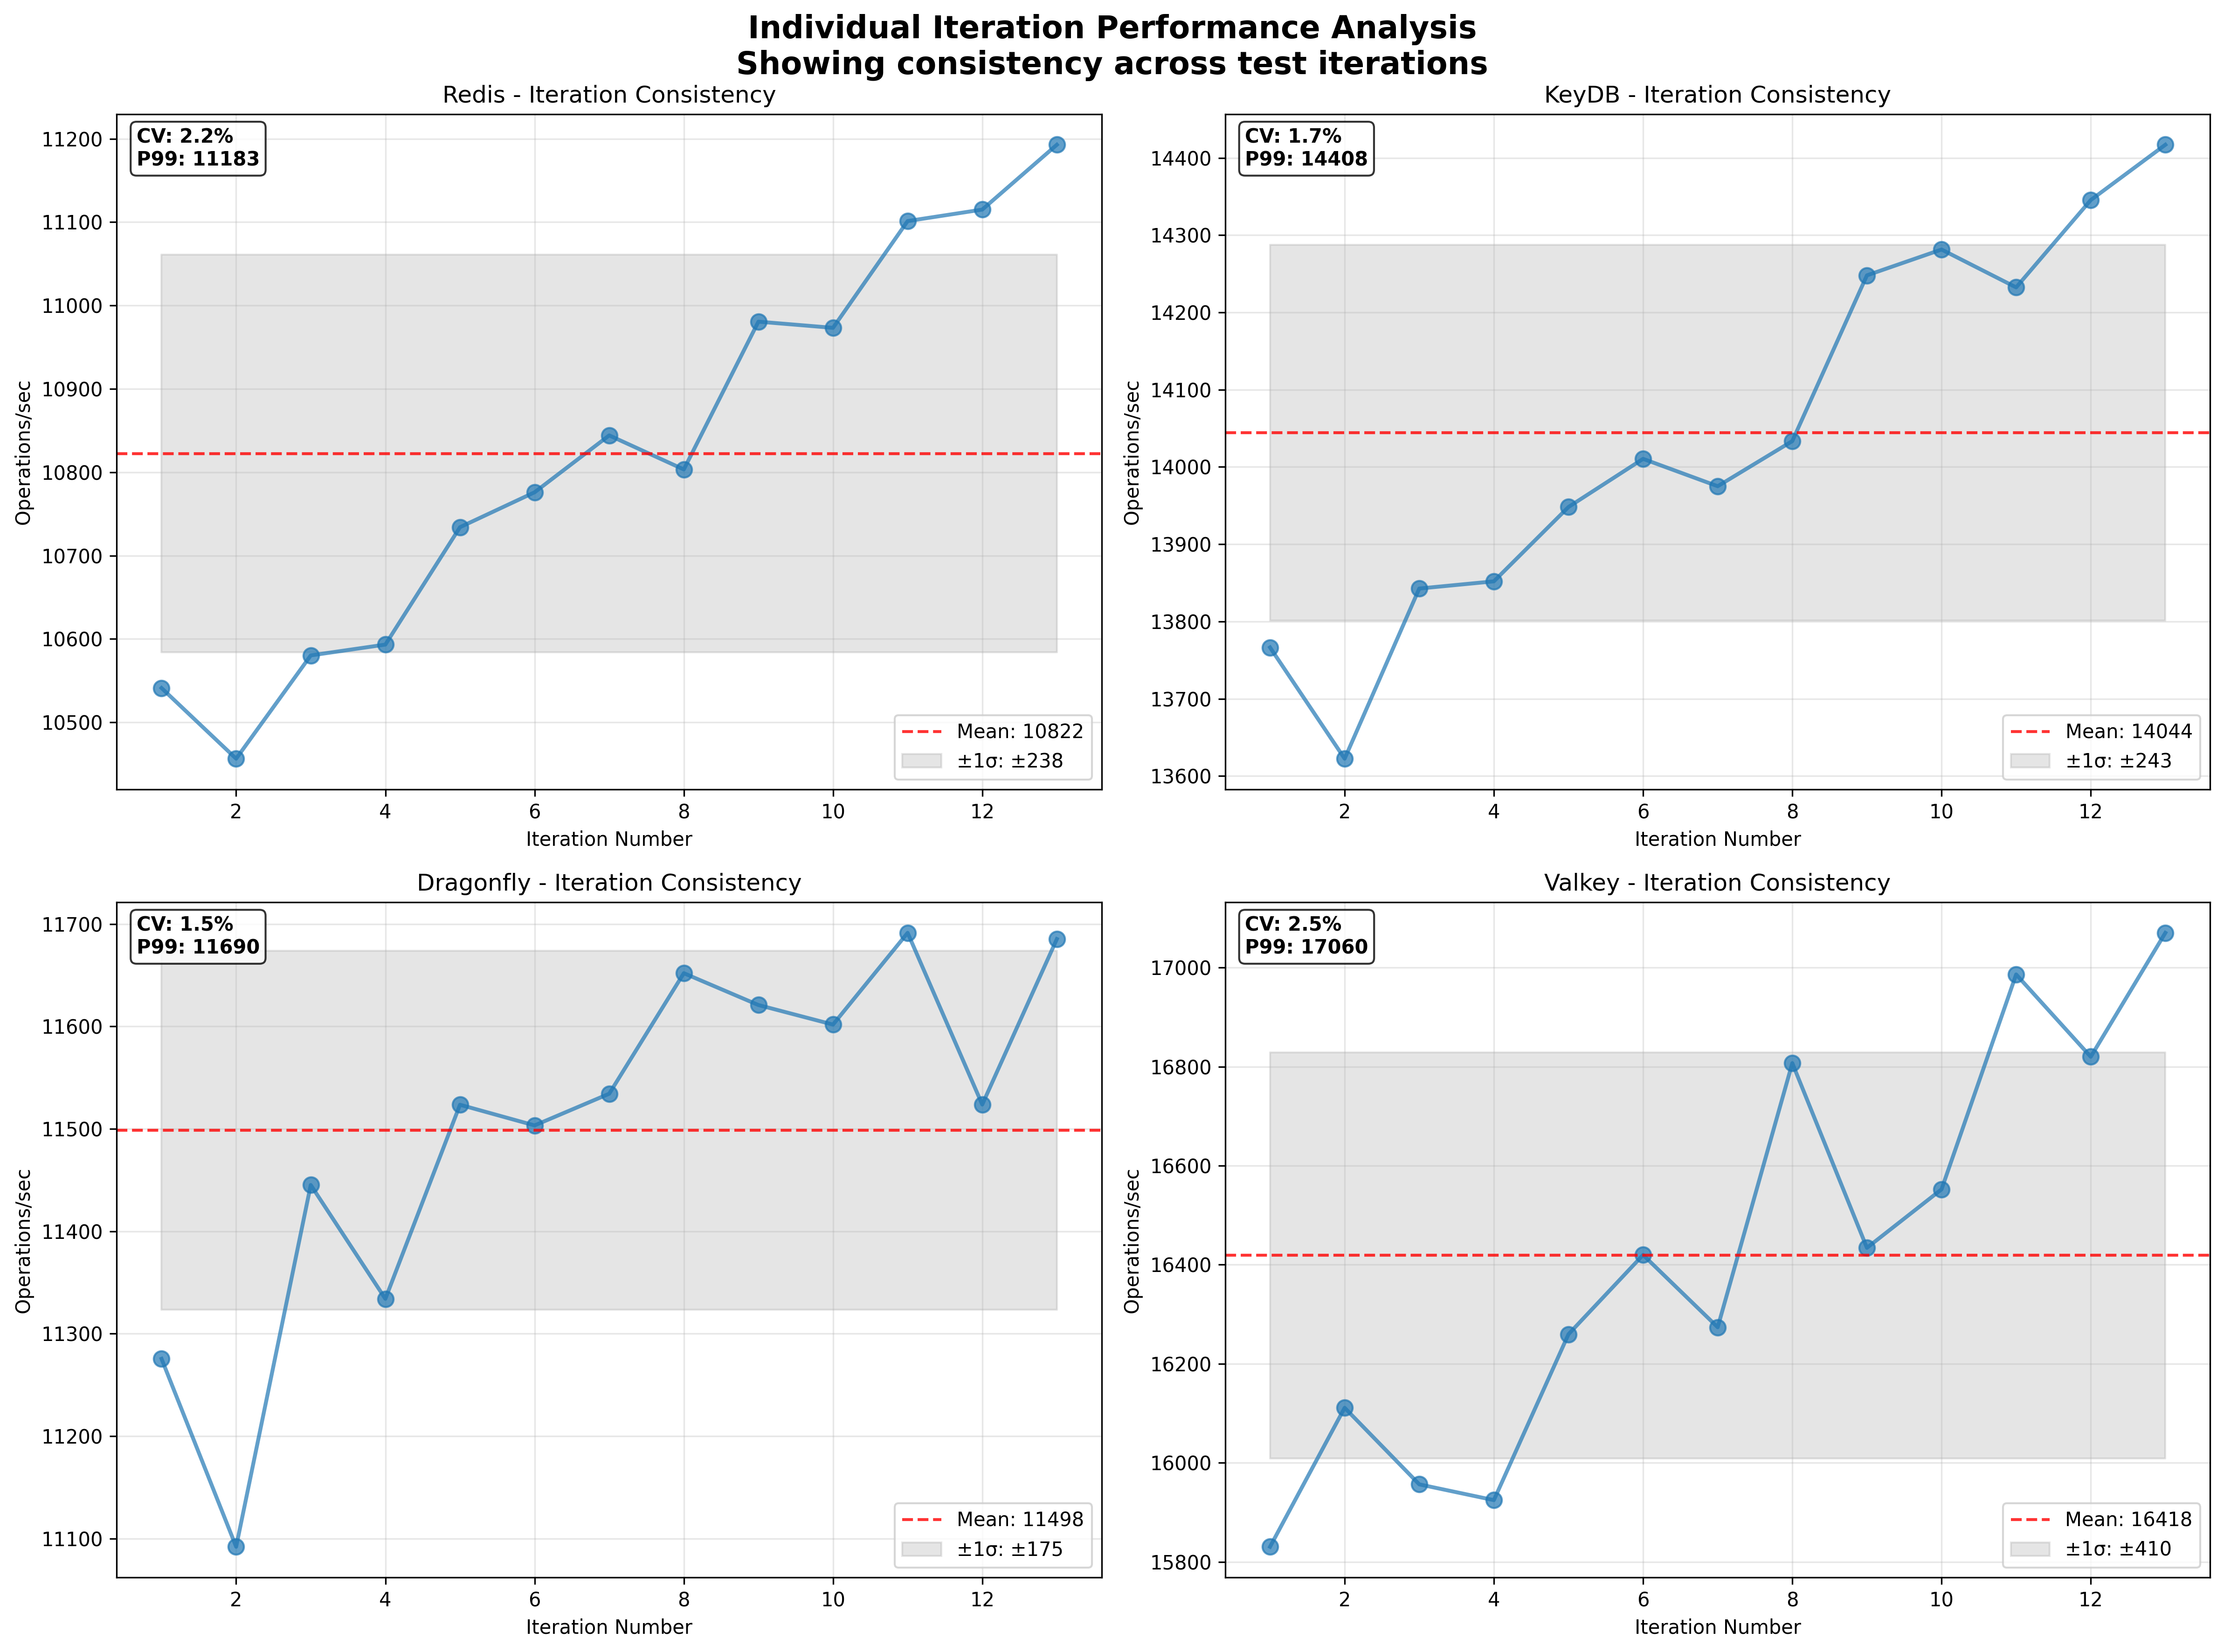 Individual Iteration Performance Analysis
Showing consistency across test iterations
Redis - Iteration Consistency
CV: 2.2%
P99: 11183
11200
11100
11000
10900
10800
10700
10600
10500
Operations/sec
Mean: 10822
±1σ: ±238
2 4 6 8 10 12
Iteration Number
KeyDB - Iteration Consistency
CV: 1.7%
P99: 14408
14400
14300
14200
14100
14000
13900
13800
13700
13600
Operations/sec
Mean: 14044
±1σ: ±243
2 4 6 8 10 12
Iteration Number
Dragonfly - Iteration Consistency
CV: 1.5%
P99: 11690
11700
11600
11500
11400
11300
11200
11100
Operations/sec
Mean: 11498
±1σ: ±175
2 4 6 8 10 12
Iteration Number
Valkey - Iteration Consistency
CV: 2.5%
P99: 17060
17000
16800
16600
16400
16200
16000
15800
Operations/sec
Mean: 16418
±1σ: ±410
2 4 6 8 10 12
Iteration Number